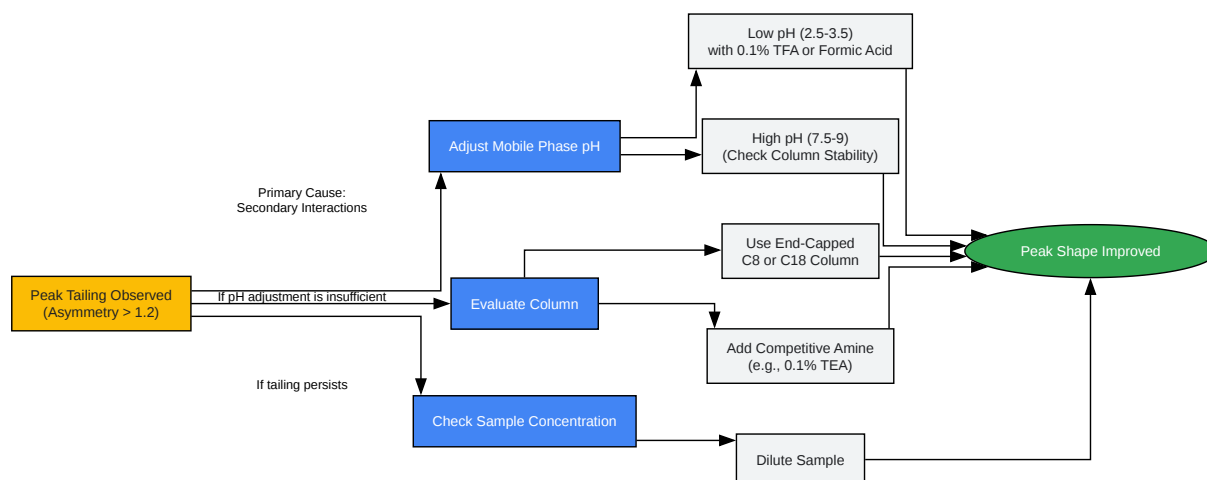 Low pH (2.5-3.5)
with 0.1% TFA or Formic Acid
Adjust Mobile Phase pH
High pH (7.5-9)
(Check Column Stability)
Primary Cause:
Secondary Interactions
Use End-Capped
C8 or C18 Column
Peak Shape Improved
Peak Tailing Observed
(Asymmetry > 1.2)
If pH adjustment is insufficient
Evaluate Column
Add Competitive Amine
(e.g., 0.1% TEA)
If tailing persists
Check Sample Concentration
Dilute Sample